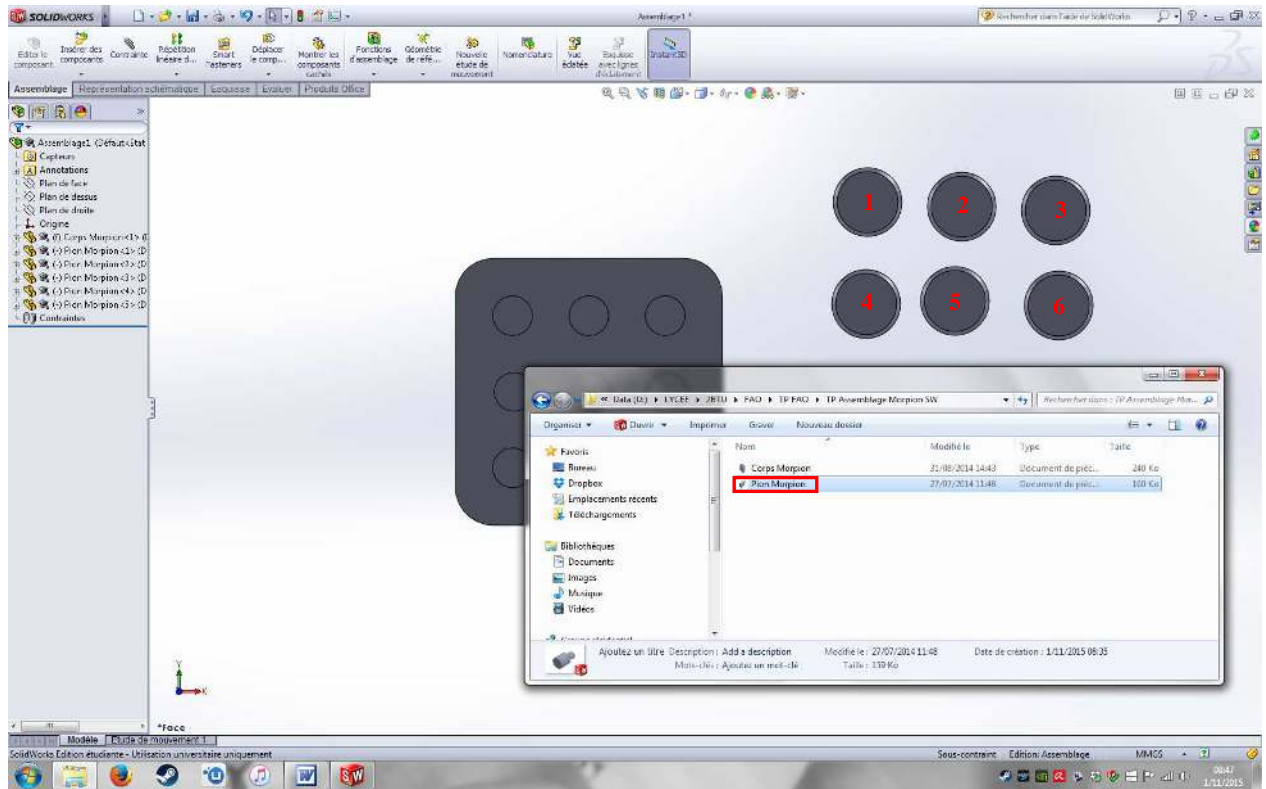 SOLIDWORKS
Assemblage1 *
Rechercher dans l'aide de SolidWorks
Editer le composant
Insérer des composants
Contrainte
Répétition linéaire d...
Smart Fasteners
Déplacer le comp...
Montrer les composants cachés
Fonctions d'assemblage
Géométrie de réfé...
Nouvelle étude de mouvement
Nomenclature
Vue éclatée
Esquisse avec lignes d'éclatement
Instant3D
Assemblage
Représentation schématique
Esquisse
Evaluer
Produits Office
Assemblage1 (Défaut<Etat
Capteurs
Annotations
Plan de face
Plan de dessus
Plan de droite
Origine
(f) Corps Morpion<1> (D
(-) Pion Morpion<1> (D
(-) Pion Morpion<2> (D
(-) Pion Morpion<3> (D
(-) Pion Morpion<4> (D
(-) Pion Morpion<5> (D
Contraintes
1 2 3
4 5 6
Data (D:) LYCEE TP FAO TP Assemblage Morpion SW
Rechercher dans : TP Assemblage Mor...
Organiser Ouvrir Imprimer Graver Nouveau dossier
Nom Modifié le Type Taille
Corps Morpion 31/08/2014 14:43 Document de pièc... 240 Ko
Pion Morpion 27/07/2014 11:48 Document de pièc... 160 Ko
Favoris
Bureau
Dropbox
Emplacements récents
Téléchargements
Bibliothèques
Documents
Images
Musique
Vidéos
Ajoutez un titre Description : Add a description Modifié le : 27/07/2014 11:48 Date de création : 1/11/2015 08:35
Mots-clés : Ajoutez un mot-clé Taille : 159 Ko
Y
X
*Face
Modèle Etude de mouvement 1
SolidWorks Edition étudiante - Utilisation universitaire uniquement
Sous-contraint Edition: Assemblage MMGS
08:47
1/11/2015